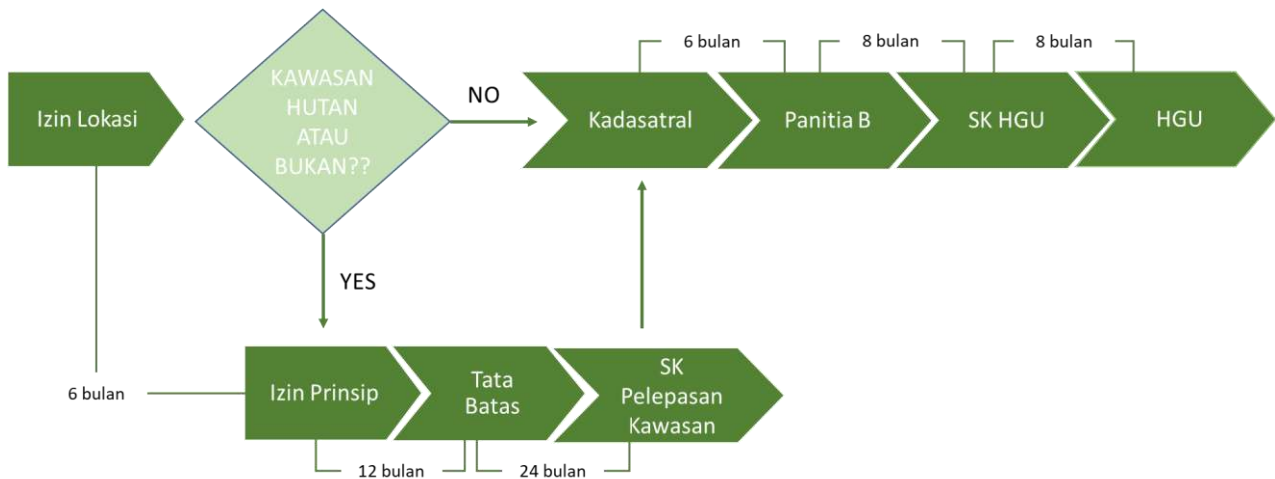 6 bulan
8 bulan
8 bulan
Izin Lokasi
KAWASAN
HUTAN
ATAU
BUKAN??
NO
Kadasatral
Panitia B
SK HGU
HGU
YES
6 bulan
Izin Prinsip
Tata
Batas
SK
Pelepasan
Kawasan
12 bulan
24 bulan